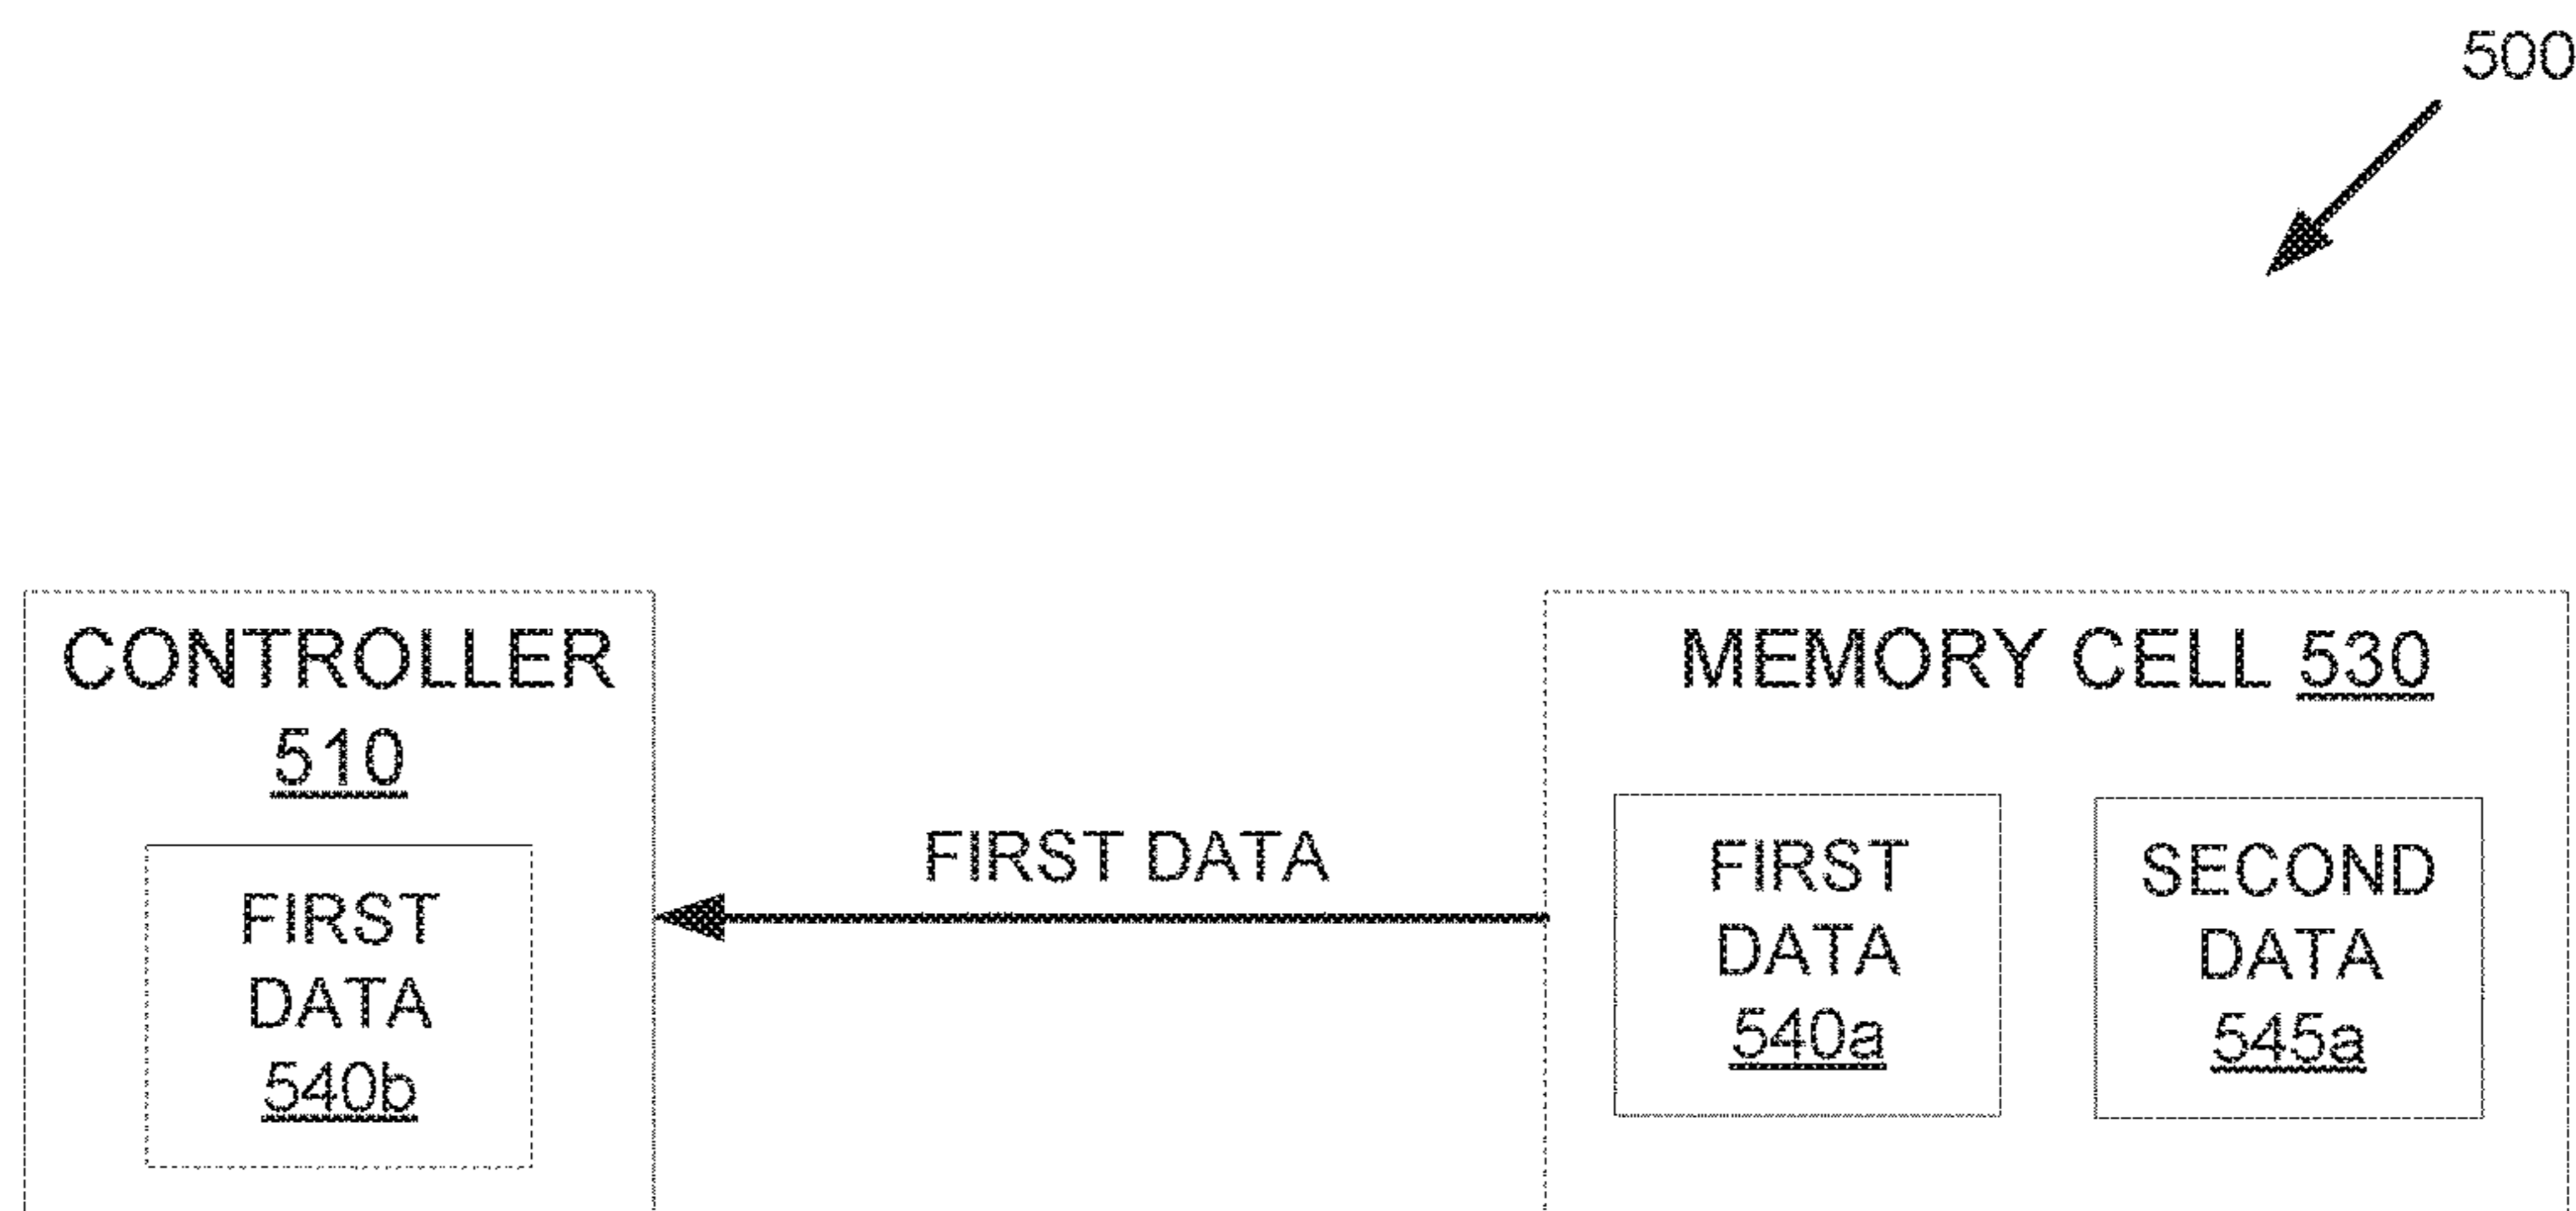 500
CONTROLLER
510
FIRST
DATA
540b
FIRST DATA
MEMORY CELL 530
FIRST
DATA
540a
SECOND
DATA
545a